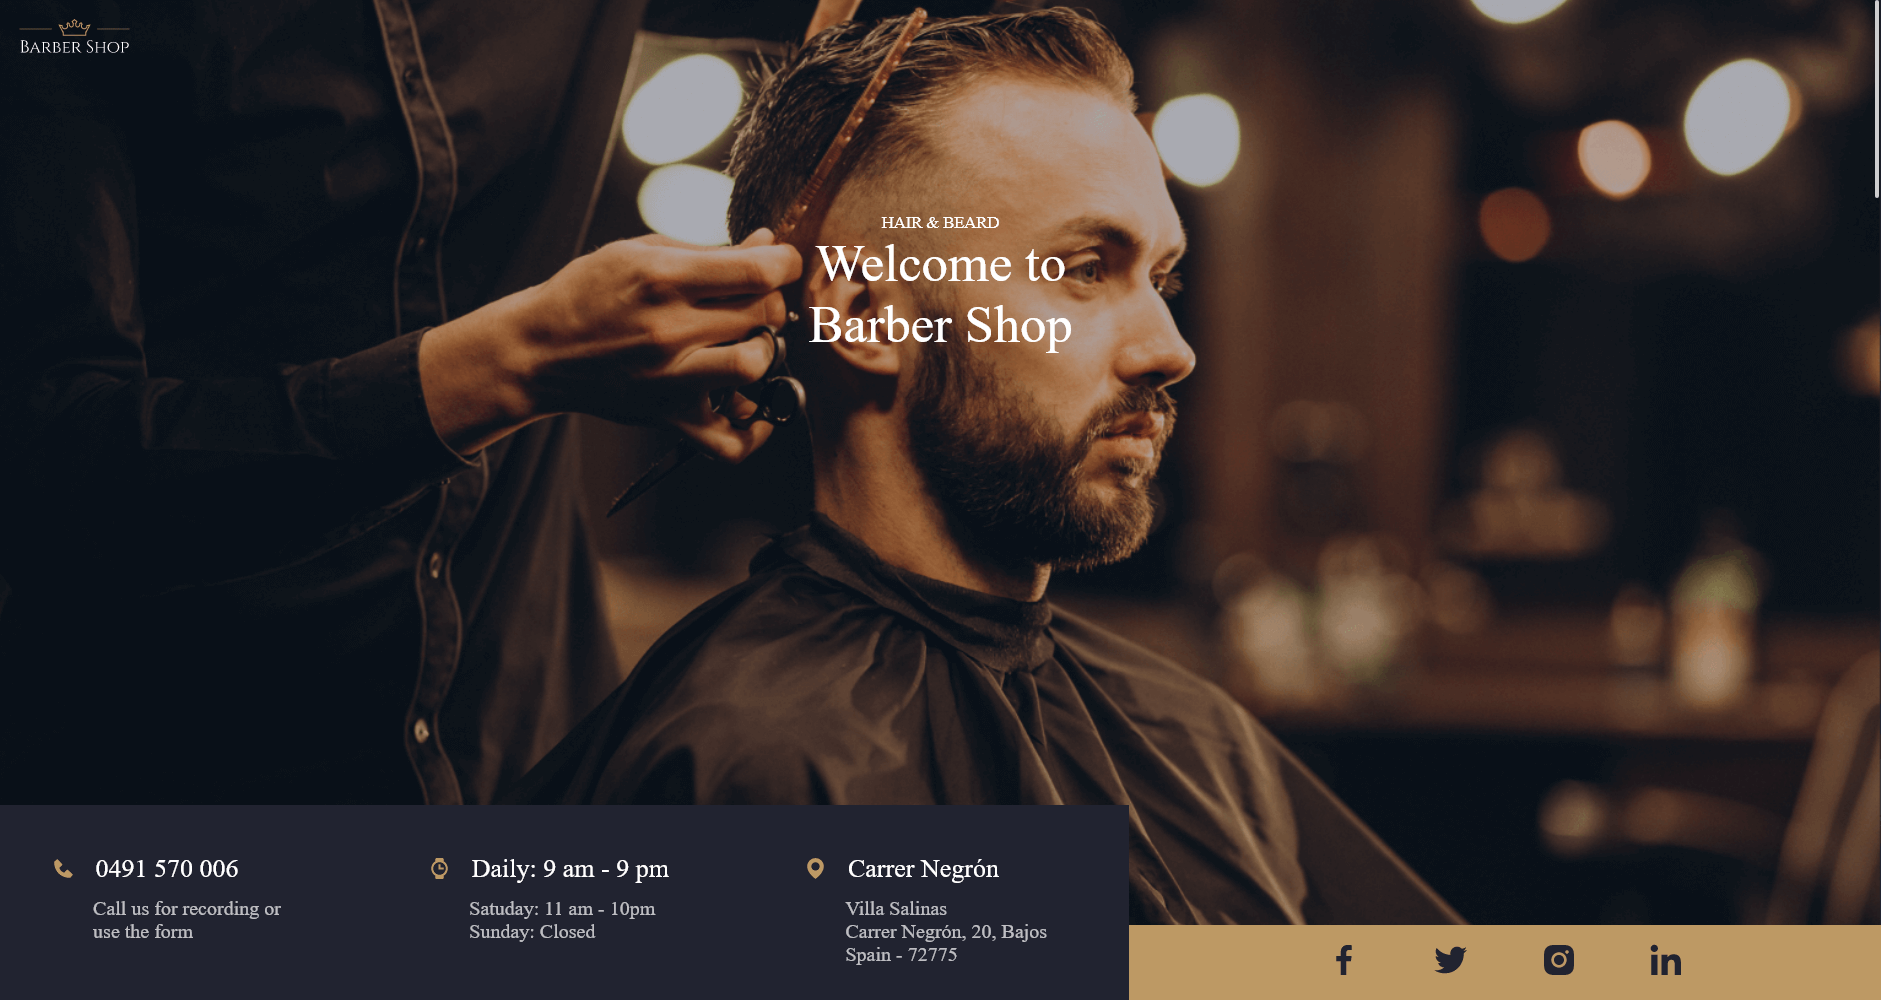 BARBER SHOP
HAIR & BEARD
Welcome to
Barber Shop
0491 570 006
Call us for recording or
use the form
Daily: 9 am - 9 pm
Satuday: 11 am - 10pm
Sunday: Closed
Carrer Negrón
Villa Salinas
Carrer Negrón, 20, Bajos
Spain - 72775